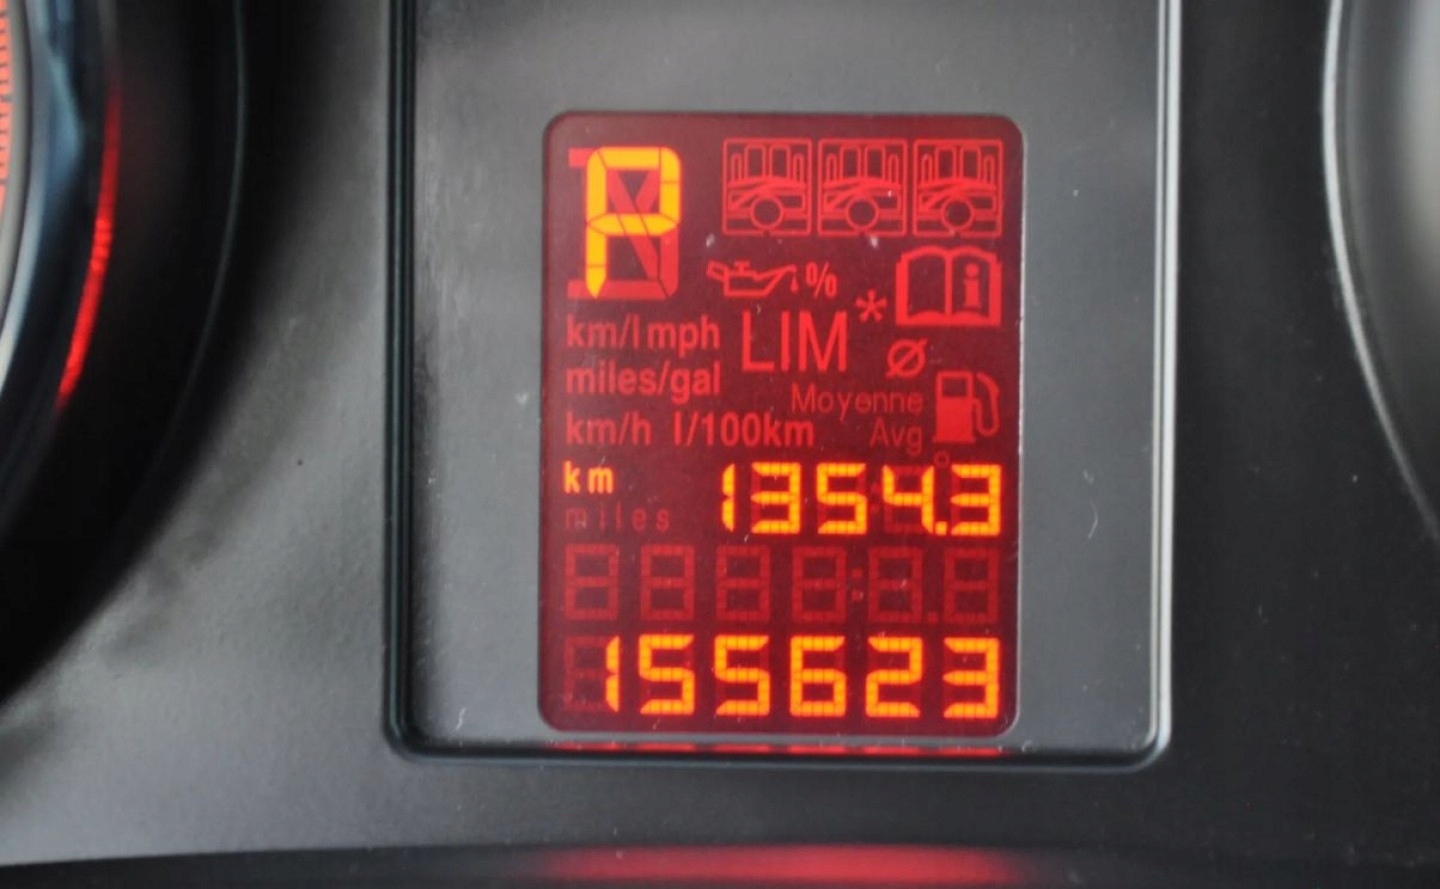 P
%
i
km/l mph LIM * Ø
miles/gal
Moyenne
km/h l/100km Avg
km 1354.3
miles
155623